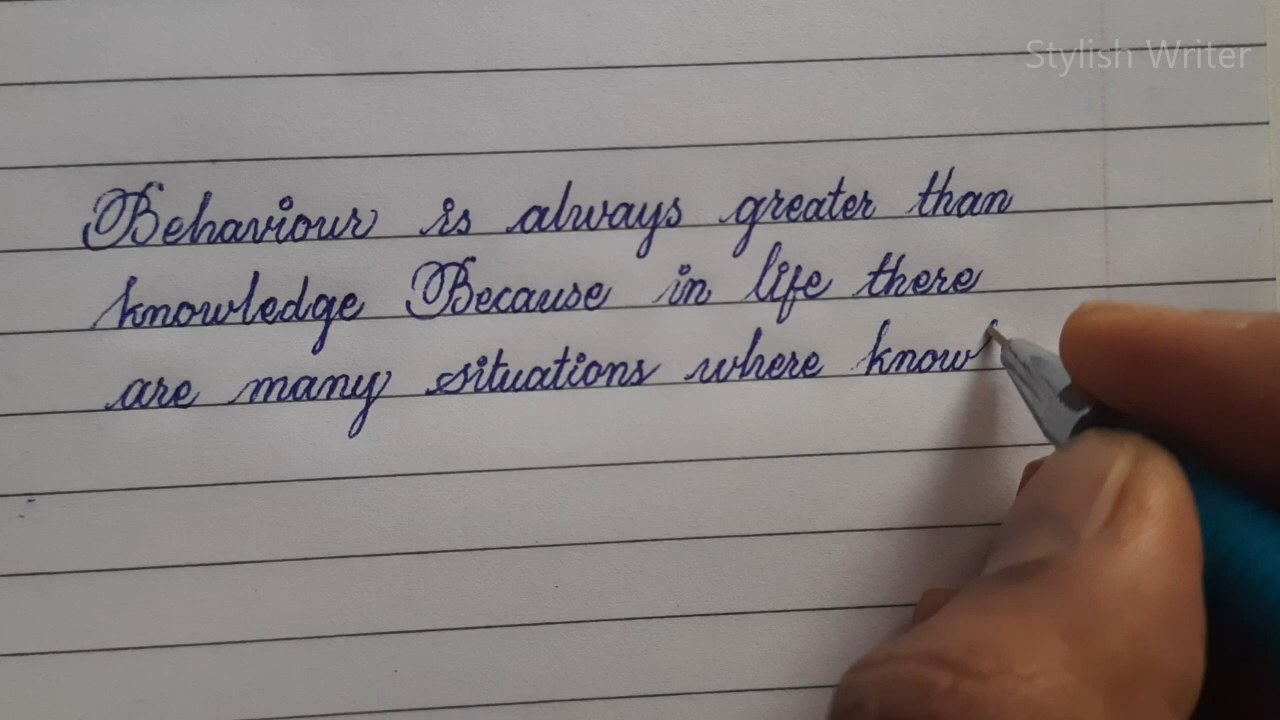 Stylish Writer
Behaviour is always greater than
knowledge Because in life there
are many situations where know